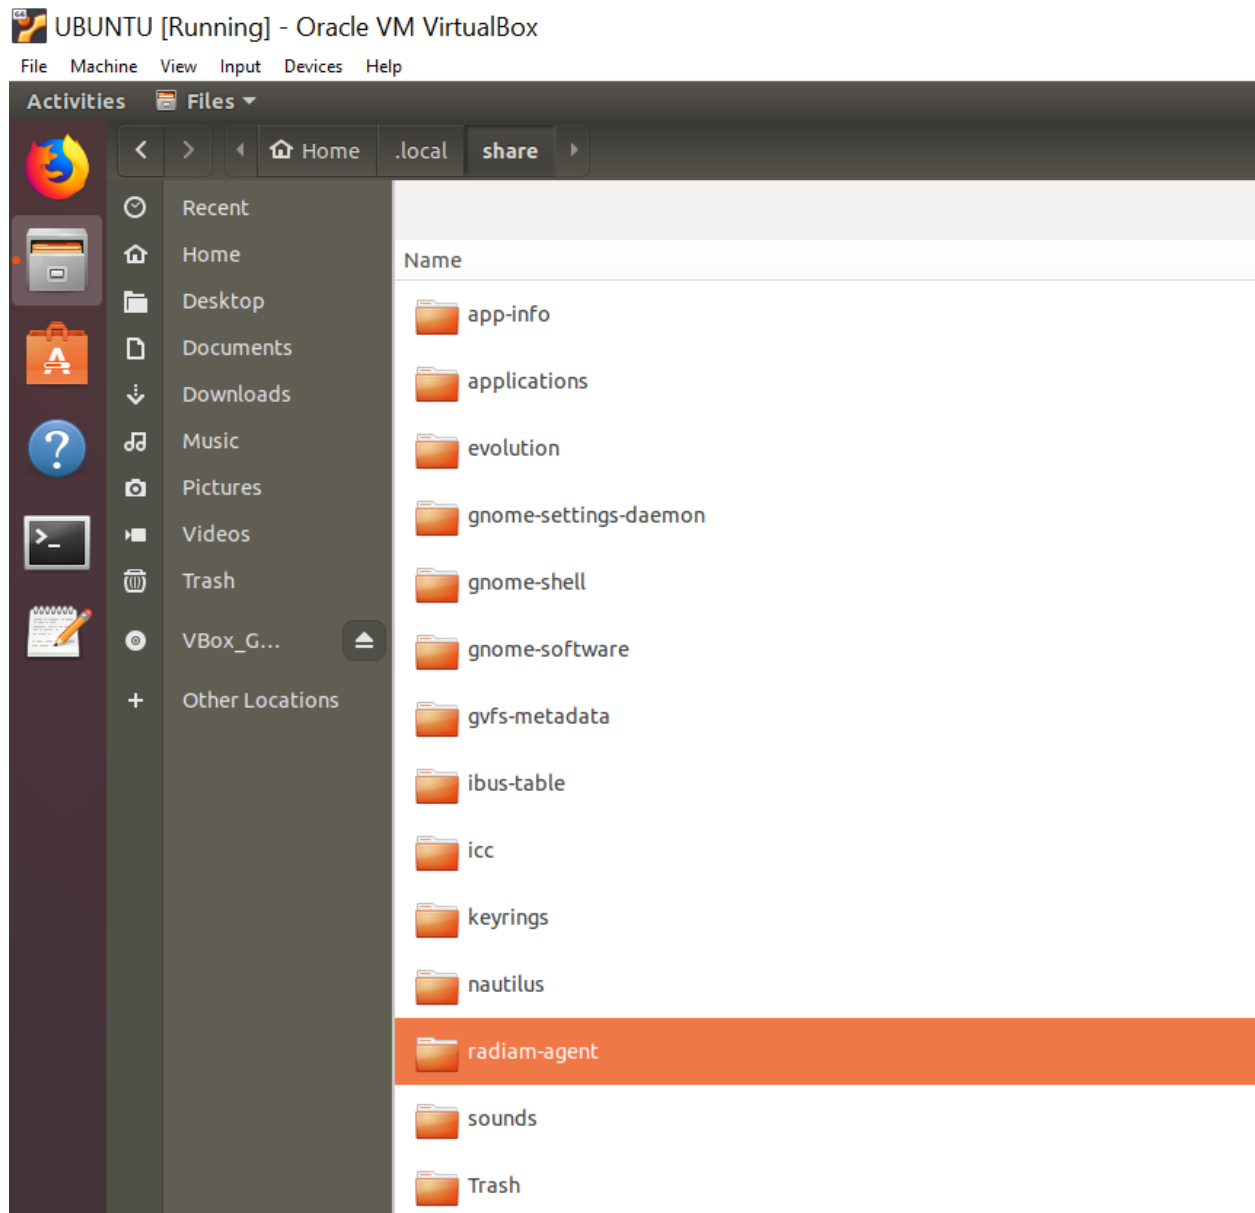 UBUNTU [Running] - Oracle VM VirtualBox
File Machine View Input Devices Help
Activities Files
Home .local share
Recent
Home
Desktop
Documents
Downloads
Music
Pictures
Videos
Trash
VBox_G...
Other Locations
Name
app-info
applications
evolution
gnome-settings-daemon
gnome-shell
gnome-software
gvfs-metadata
ibus-table
icc
keyrings
nautilus
radiam-agent
sounds
Trash